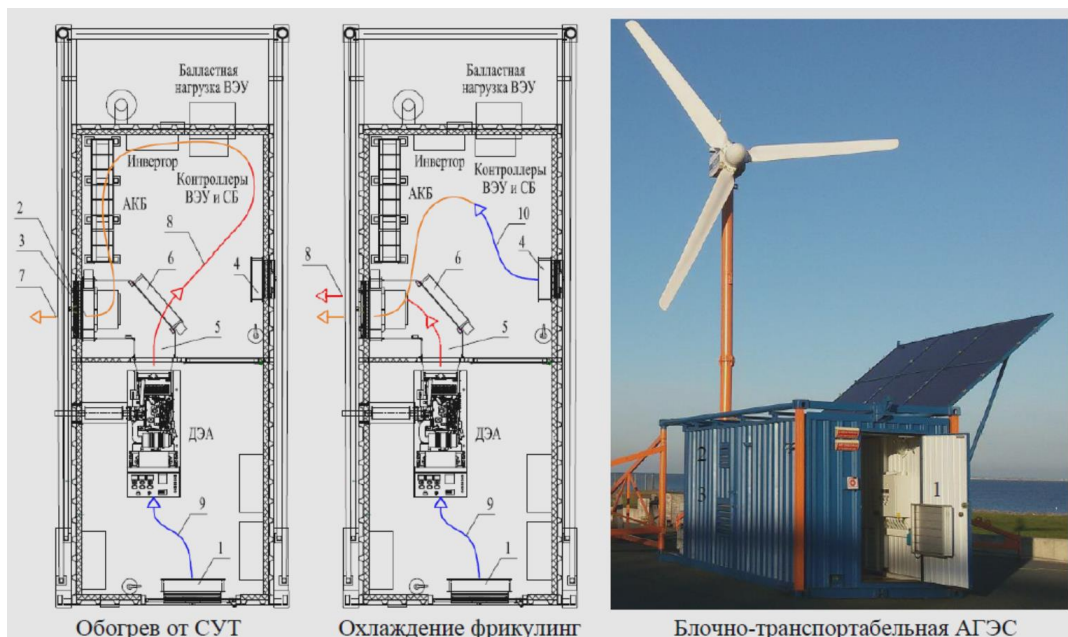 Балластная
нагрузка ВЭУ
Инвертор
Контроллеры
ВЭУ и СБ
АКБ
2
3
7
8
6
4
5
ДЭА
9
1
Обогрев от СУТ
Балластная
нагрузка ВЭУ
Инвертор
Контроллеры
ВЭУ и СБ
АКБ
10
4
8
6
5
ДЭА
9
1
Охлаждение фрикулинг
2
3
1
Блочно-транспортабельная АГЭС